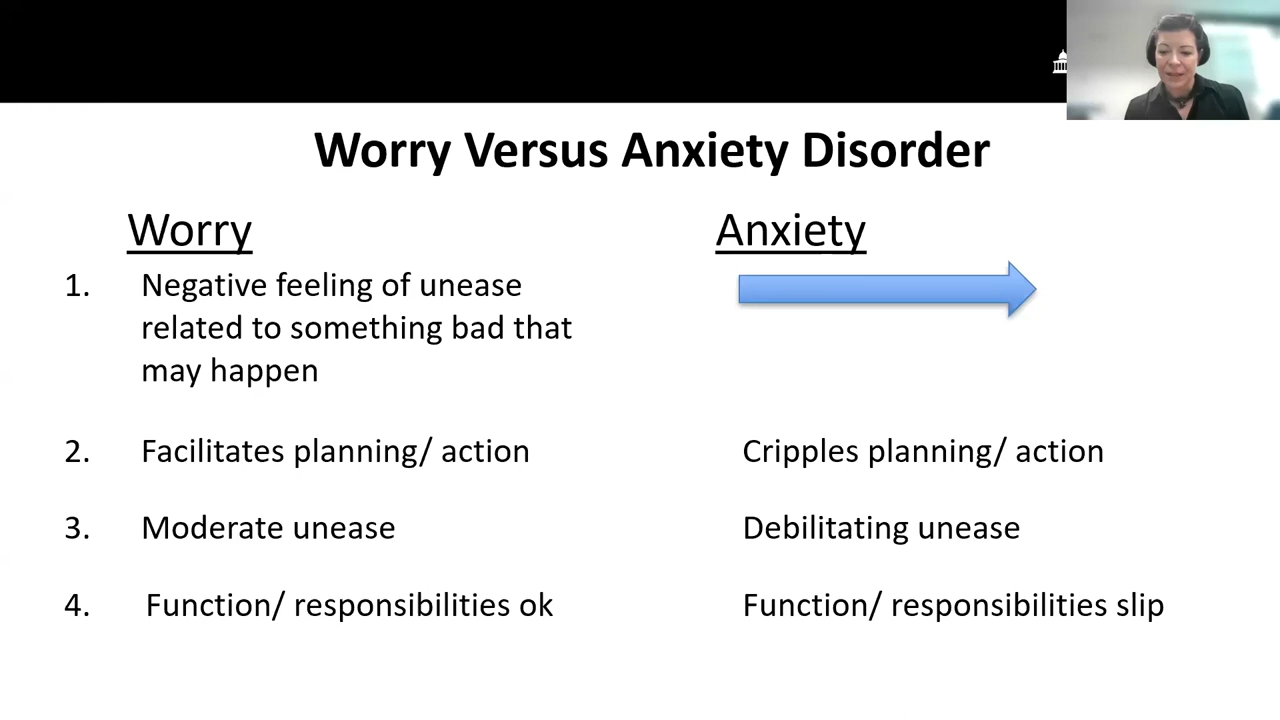 Worry Versus Anxiety Disorder
Worry
Anxiety
1. Negative feeling of unease
related to something bad that
may happen
2. Facilitates planning/ action
Cripples planning/ action
3. Moderate unease
Debilitating unease
4. Function/ responsibilities ok
Function/ responsibilities slip